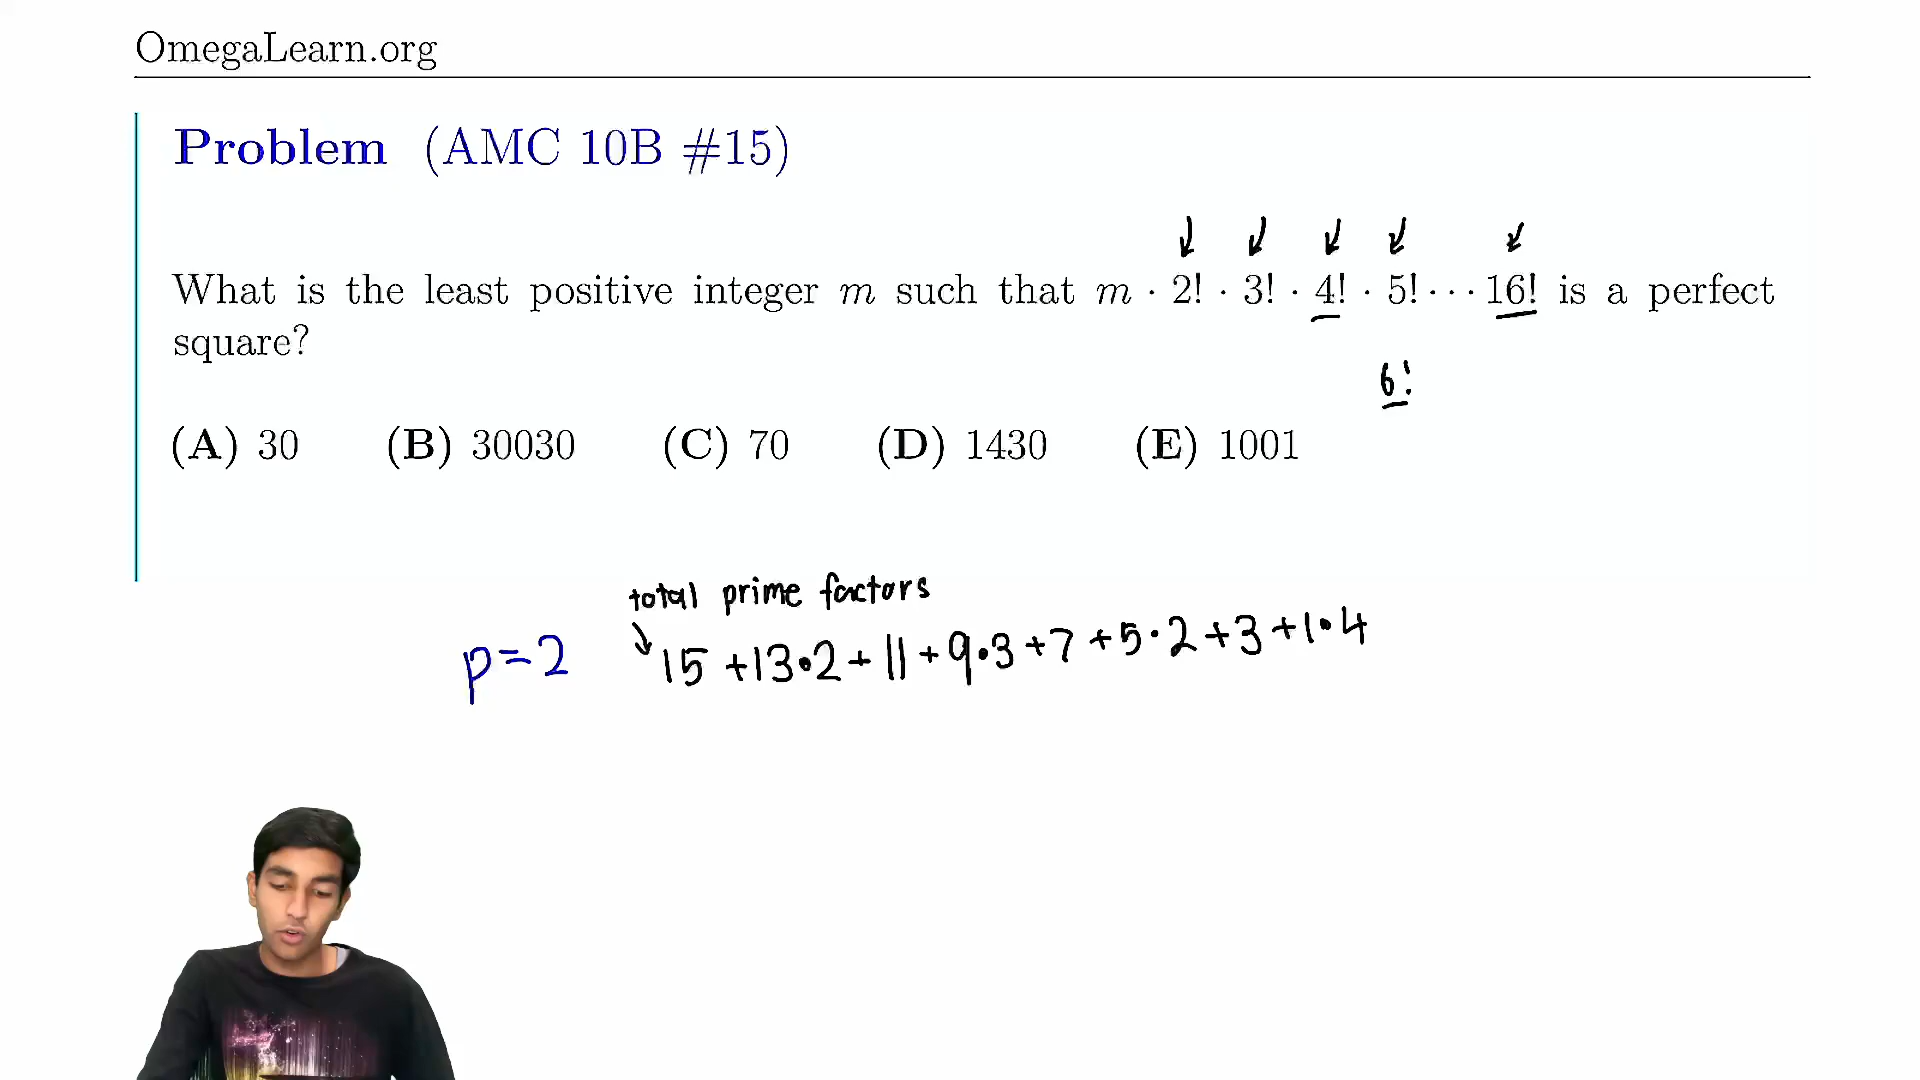 OmegaLearn.org
Problem (AMC 10B #15)
What is the least positive integer m such that m · 2! · 3! · 4! · 5! · · · 16! is a perfect
square?
6!
(A) 30 (B) 30030 (C) 70 (D) 1430 (E) 1001
total prime factors
p=2 15 +13•2+11+9•3+7+5•2+3+1•4